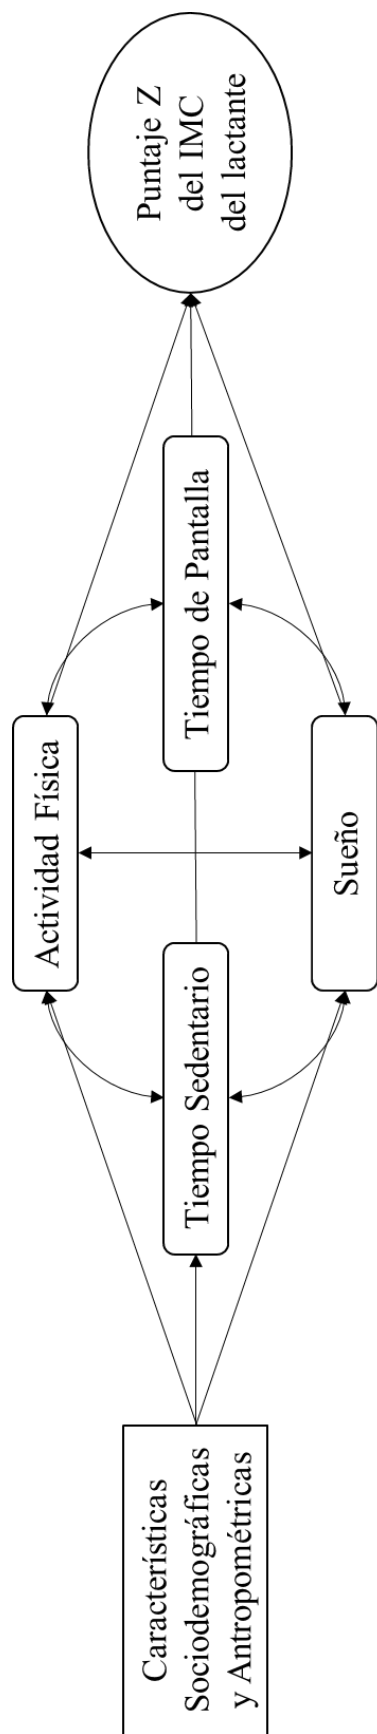 Características
Sociodemográficas
y Antropométricas
Actividad Física
Tiempo Sedentario
Tiempo de Pantalla
Sueño
Puntaje Z
del IMC
del lactante